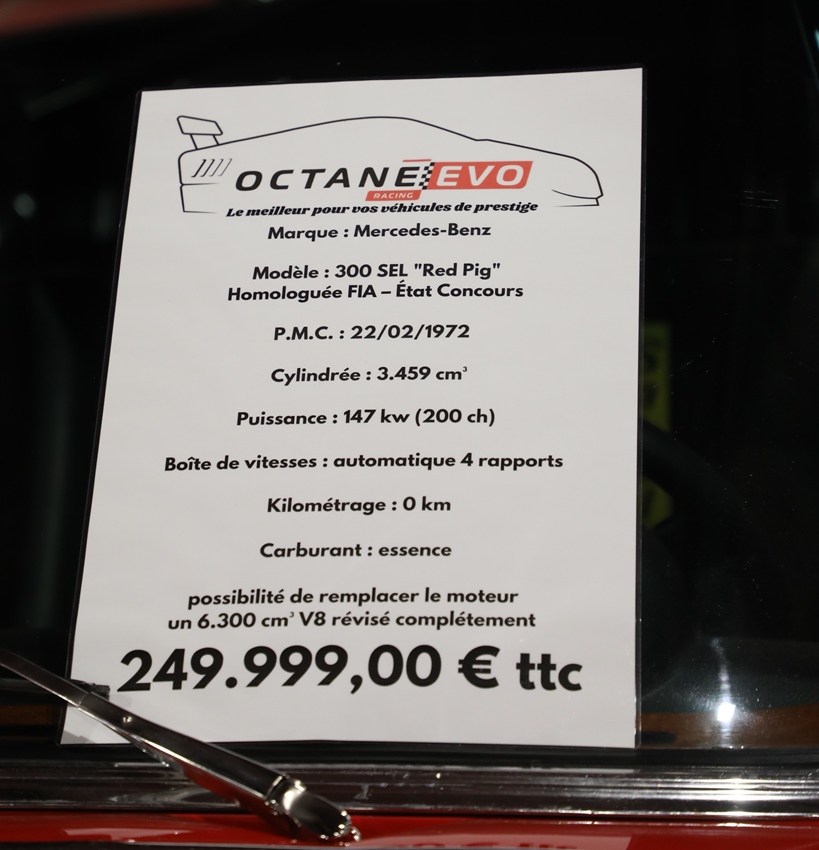 OCTANE EVO
RACING
Le meilleur pour vos véhicules de prestige
Marque : Mercedes-Benz
Modèle : 300 SEL "Red Pig"
Homologuée FIA – État Concours
P.M.C. : 22/02/1972
Cylindrée : 3.459 cm³
Puissance : 147 kw (200 ch)
Boîte de vitesses : automatique 4 rapports
Kilométrage : 0 km
Carburant : essence
possibilité de remplacer le moteur
un 6.300 cm³ V8 révisé complétement
249.999,00 € ttc